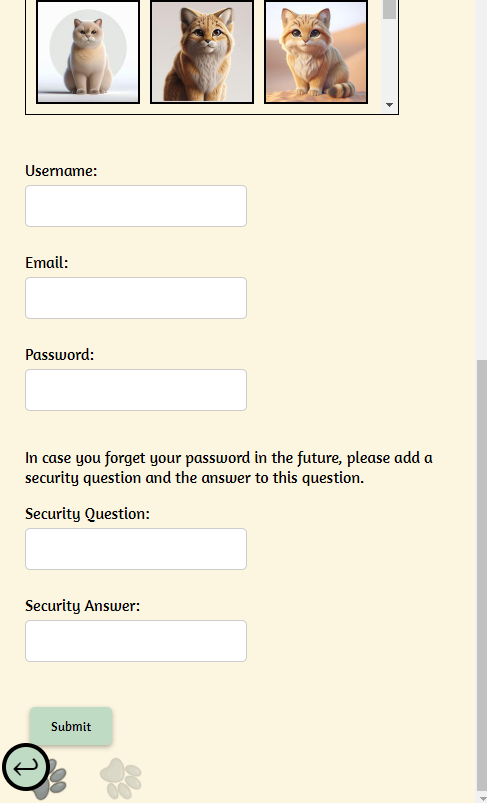 Username:
Email:
Password:
In case you forget your password in the future, please add a
security question and the answer to this question.
Security Question:
Security Answer:
Submit